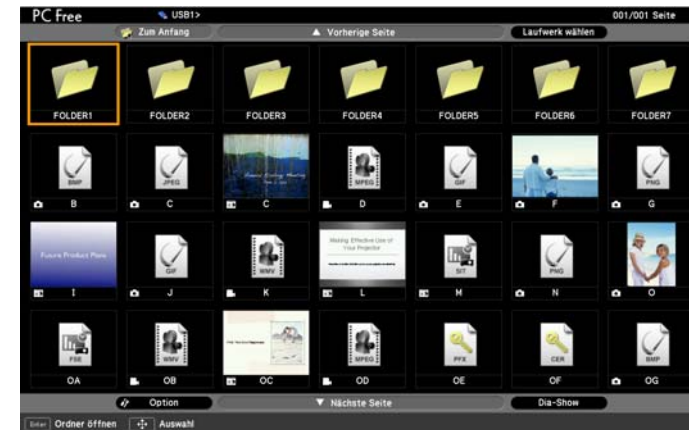 PC Free USB1> 001/001 Seite
Zum Anfang Vorherige Seite Laufwerk wählen
FOLDER1 FOLDER2 FOLDER3 FOLDER4 FOLDER5 FOLDER6 FOLDER7
BMP JPEG MPEG GIF PNG
B C C D E F G
Future Product Plans GIF WMV Making Effective Use of Your Projector SIT PNG
I J K L M N O
FSE WMV MPEG PFX CER BMP
OA OB OC OD OE OF OG
Option Nächste Seite Dia-Show
Enter Ordner öffnen Auswahl